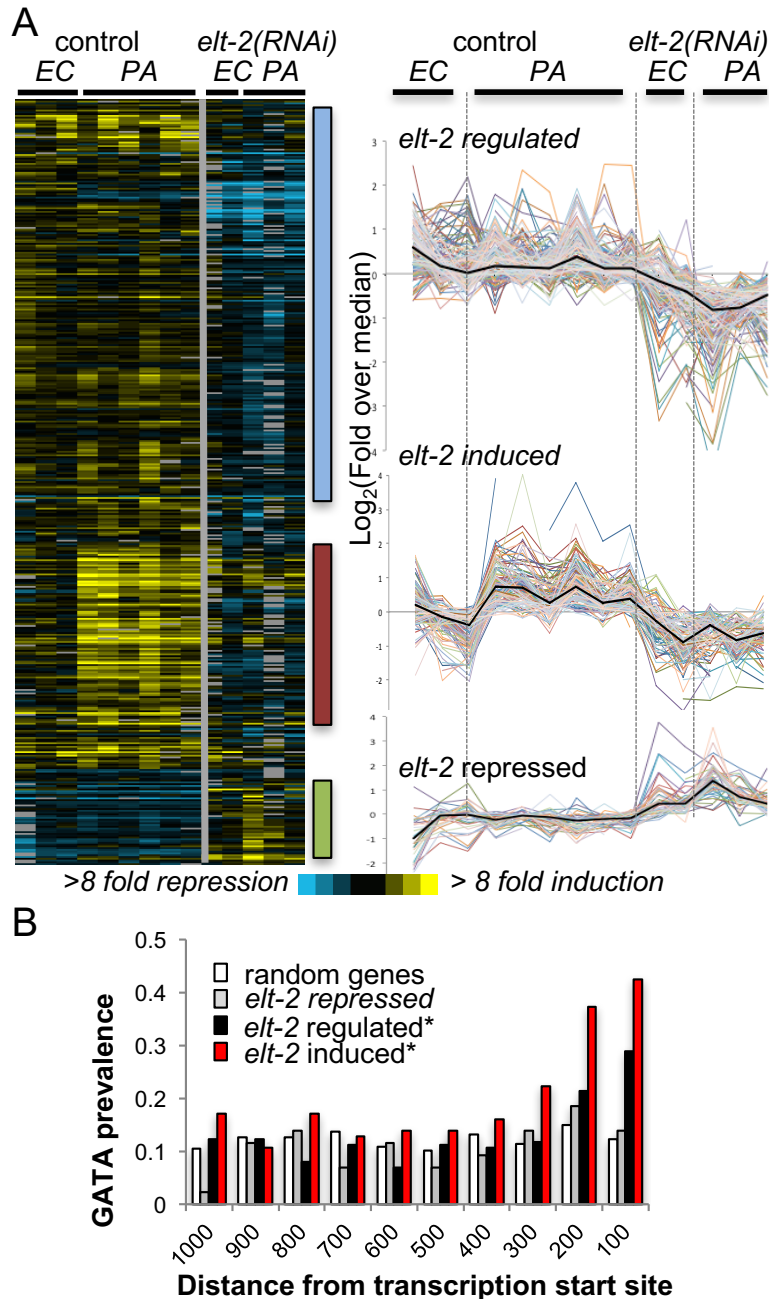 A
control elt-2(RNAi) control elt-2(RNAi)
EC PA EC PA EC PA EC PA
elt-2 regulated
3
2
1
0
-1
-2
-3
4
Log2(Fold over median)
elt-2 induced
4
3
2
1
0
-1
-2
elt-2 repressed
4
3
2
1
0
-1
-2
>8 fold repression > 8 fold induction
B
GATA prevalence
0.5
0.4
0.3
0.2
0.1
0
random genes
elt-2 repressed
elt-2 regulated*
elt-2 induced*
1000 900 800 700 600 500 400 300 200 100
Distance from transcription start site